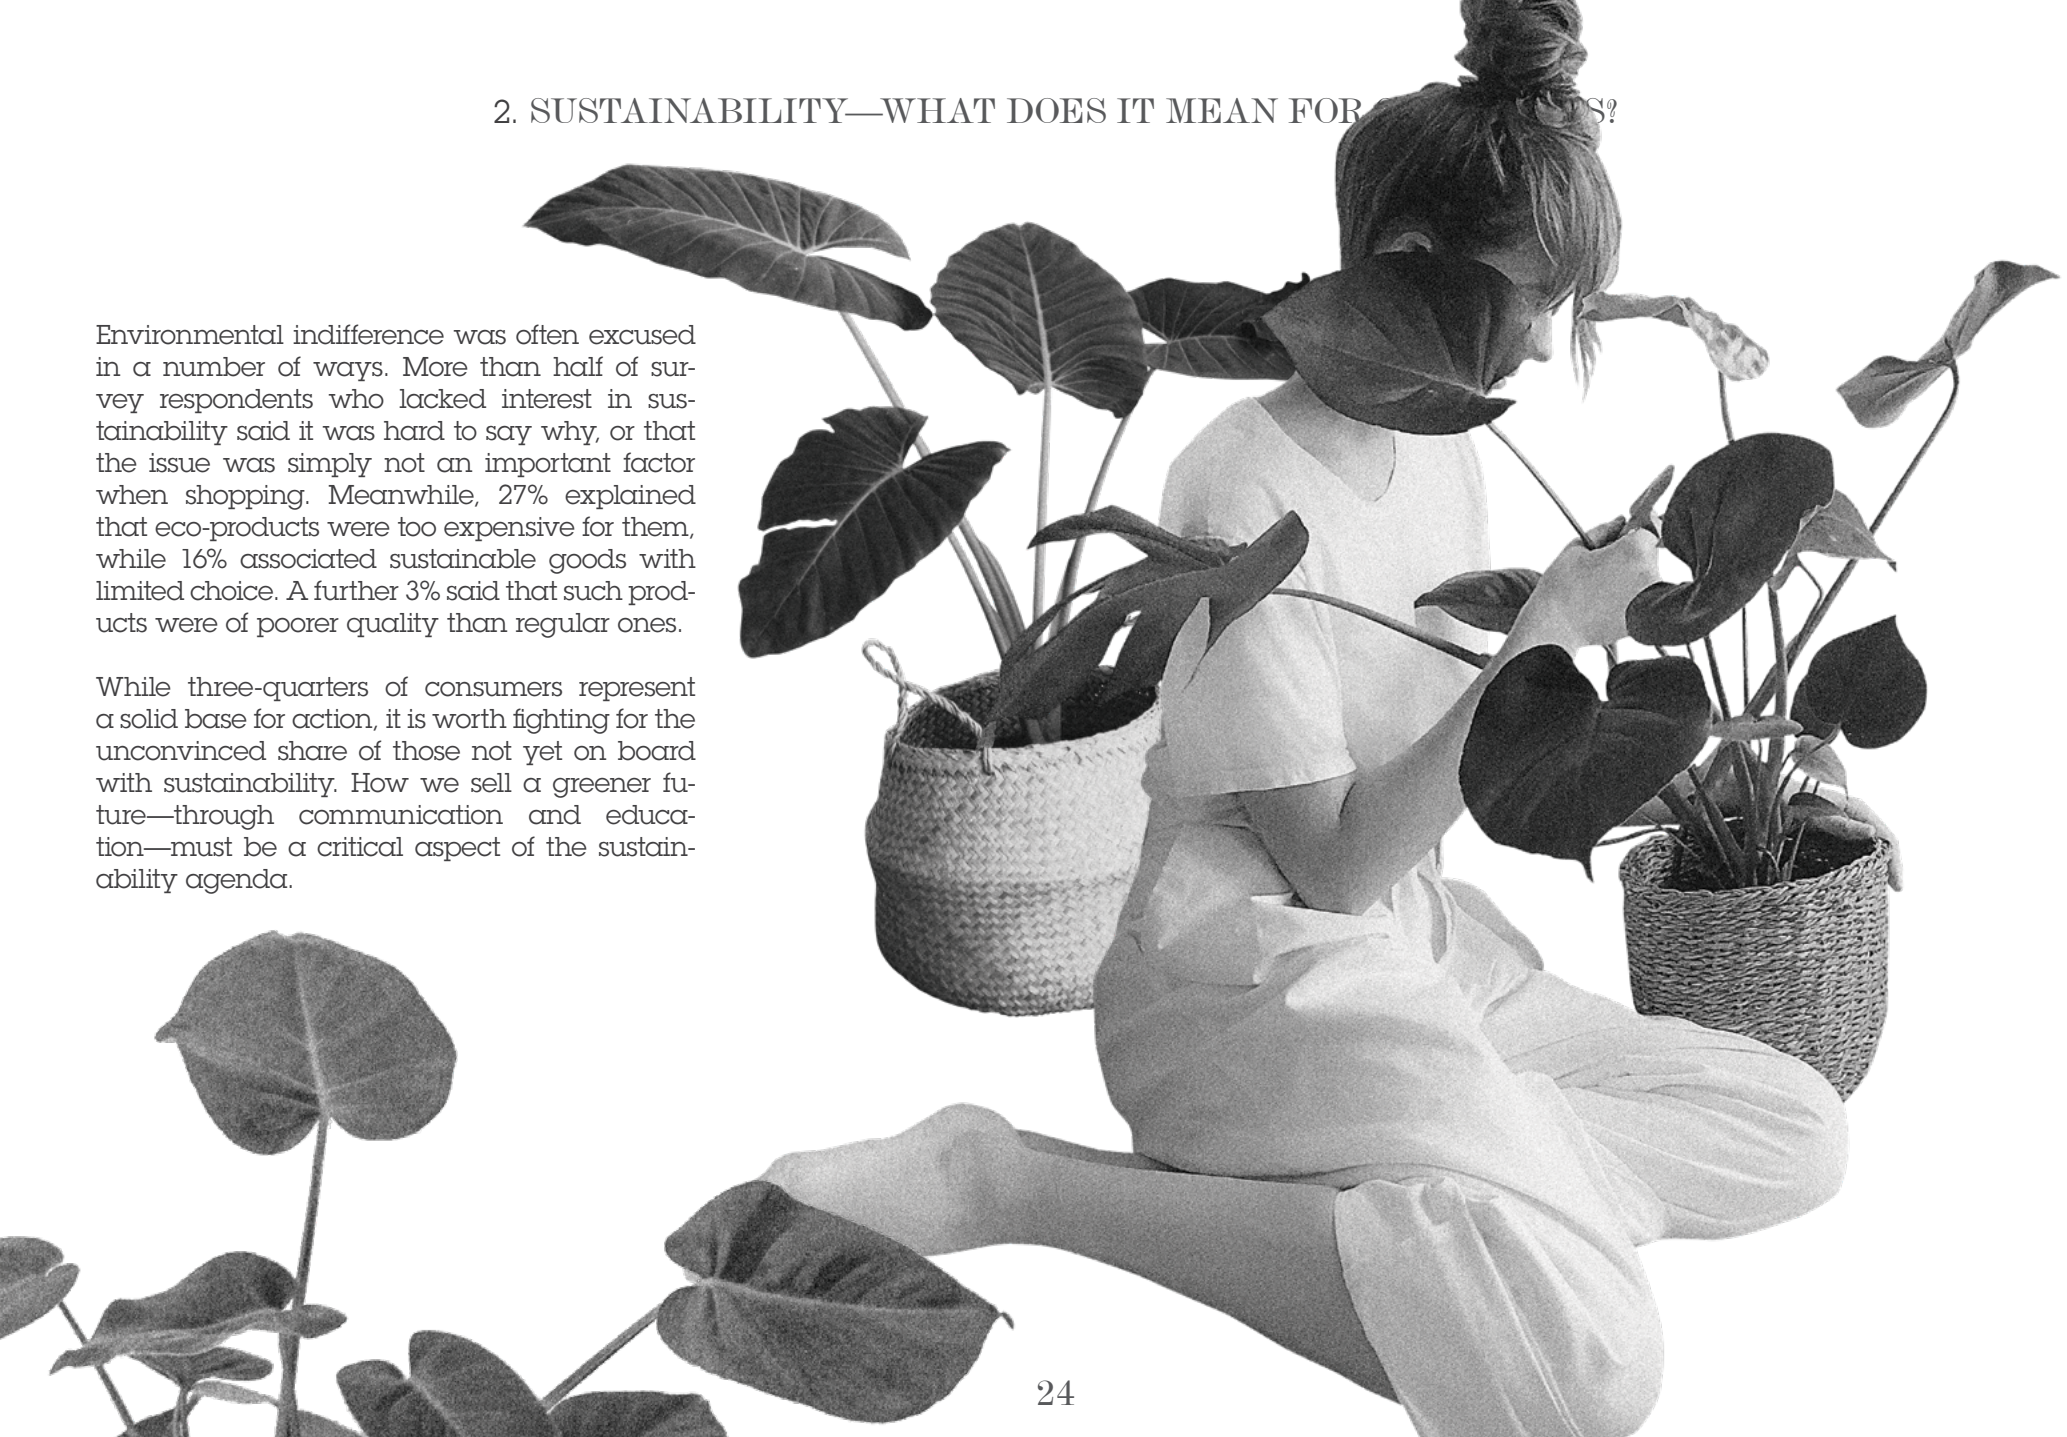 2. SUSTAINABILITY—WHAT DOES IT MEAN FOR S?
Environmental indifference was often excused
in a number of ways. More than half of sur-
vey respondents who lacked interest in sus-
tainability said it was hard to say why, or that
the issue was simply not an important factor
when shopping. Meanwhile, 27% explained
that eco-products were too expensive for them,
while 16% associated sustainable goods with
limited choice. A further 3% said that such prod-
ucts were of poorer quality than regular ones.
While three-quarters of consumers represent
a solid base for action, it is worth fighting for the
unconvinced share of those not yet on board
with sustainability. How we sell a greener fu-
ture—through communication and educa-
tion—must be a critical aspect of the sustain-
ability agenda.
24